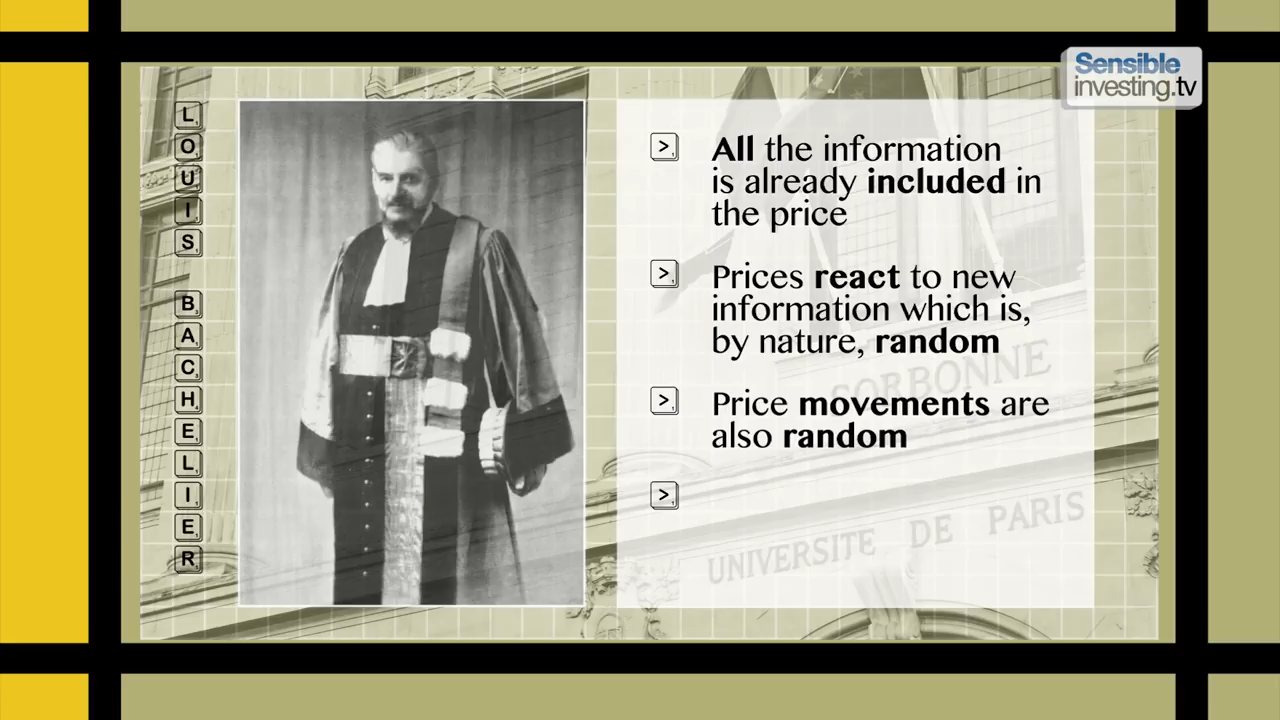 Sensible
investing.tv
LOUIS BACHELIER
> All the information
is already included in
the price
> Prices react to new
information which is,
by nature, random
> Price movements are
also random
>
SORBONNE
UNIVERSITE DE PARIS